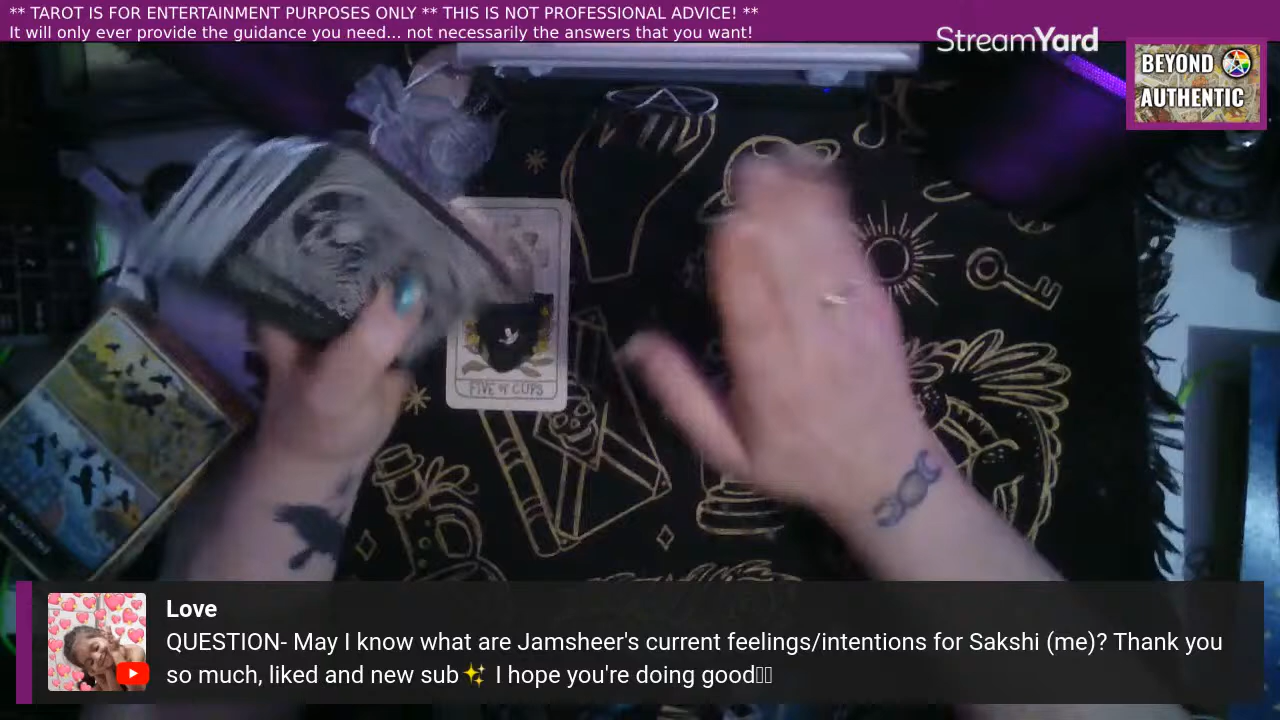 ** TAROT IS FOR ENTERTAINMENT PURPOSES ONLY ** THIS IS NOT PROFESSIONAL ADVICE! **
It will only ever provide the guidance you need... not necessarily the answers that you want!
StreamYard
BEYOND
AUTHENTIC
FIVE OF CUPS
Love
QUESTION- May I know what are Jamsheer's current feelings/intentions for Sakshi (me)? Thank you
so much, liked and new sub✨ I hope you're doing good